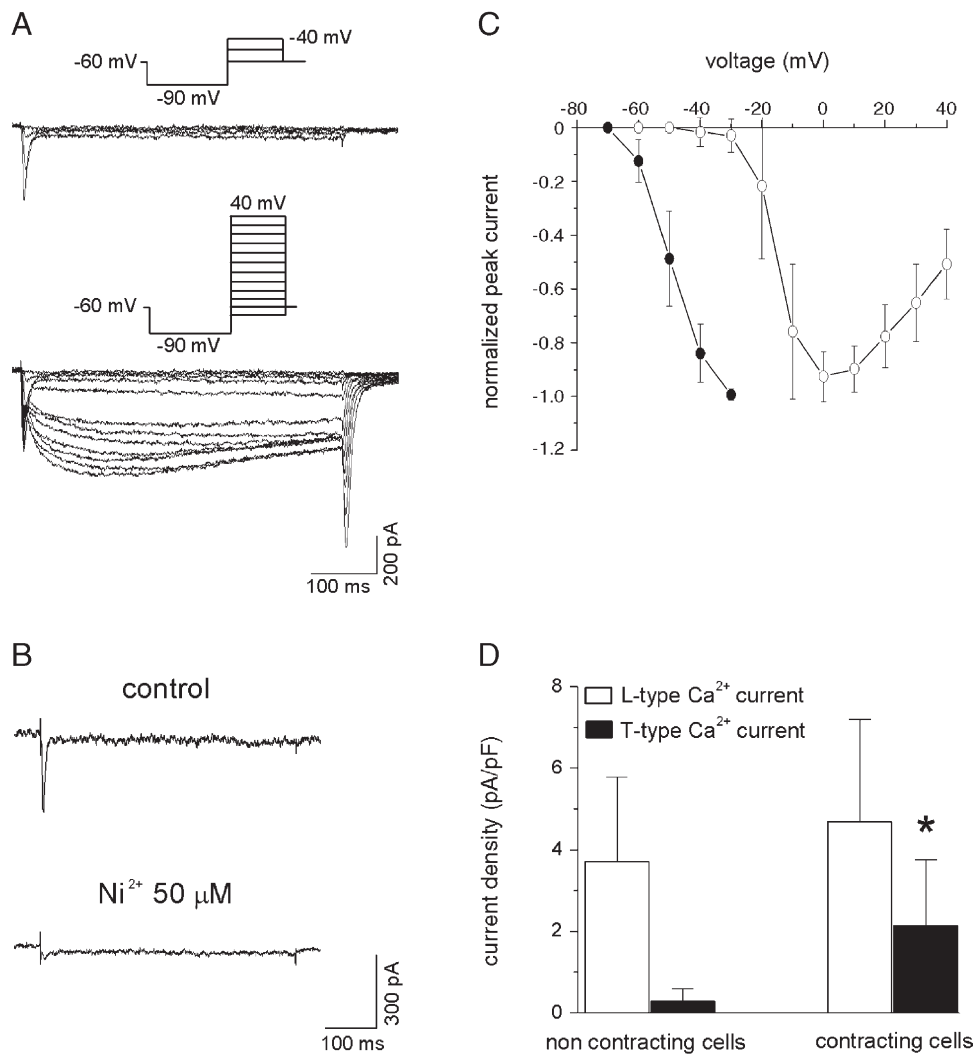 A
-40 mV
-60 mV
-90 mV
40 mV
-60 mV
-90 mV
200 pA
100 ms
B
control
Ni2+ 50 μM
300 pA
100 ms
C
voltage (mV)
-80 -60 -40 -20 0 20 40
0
-0.2
-0.4
-0.6
-0.8
-1.0
-1.2
normalized peak current
D
8
6
4
2
0
current density (pA/pF)
L-type Ca2+ current
T-type Ca2+ current
*
non contracting cells contracting cells